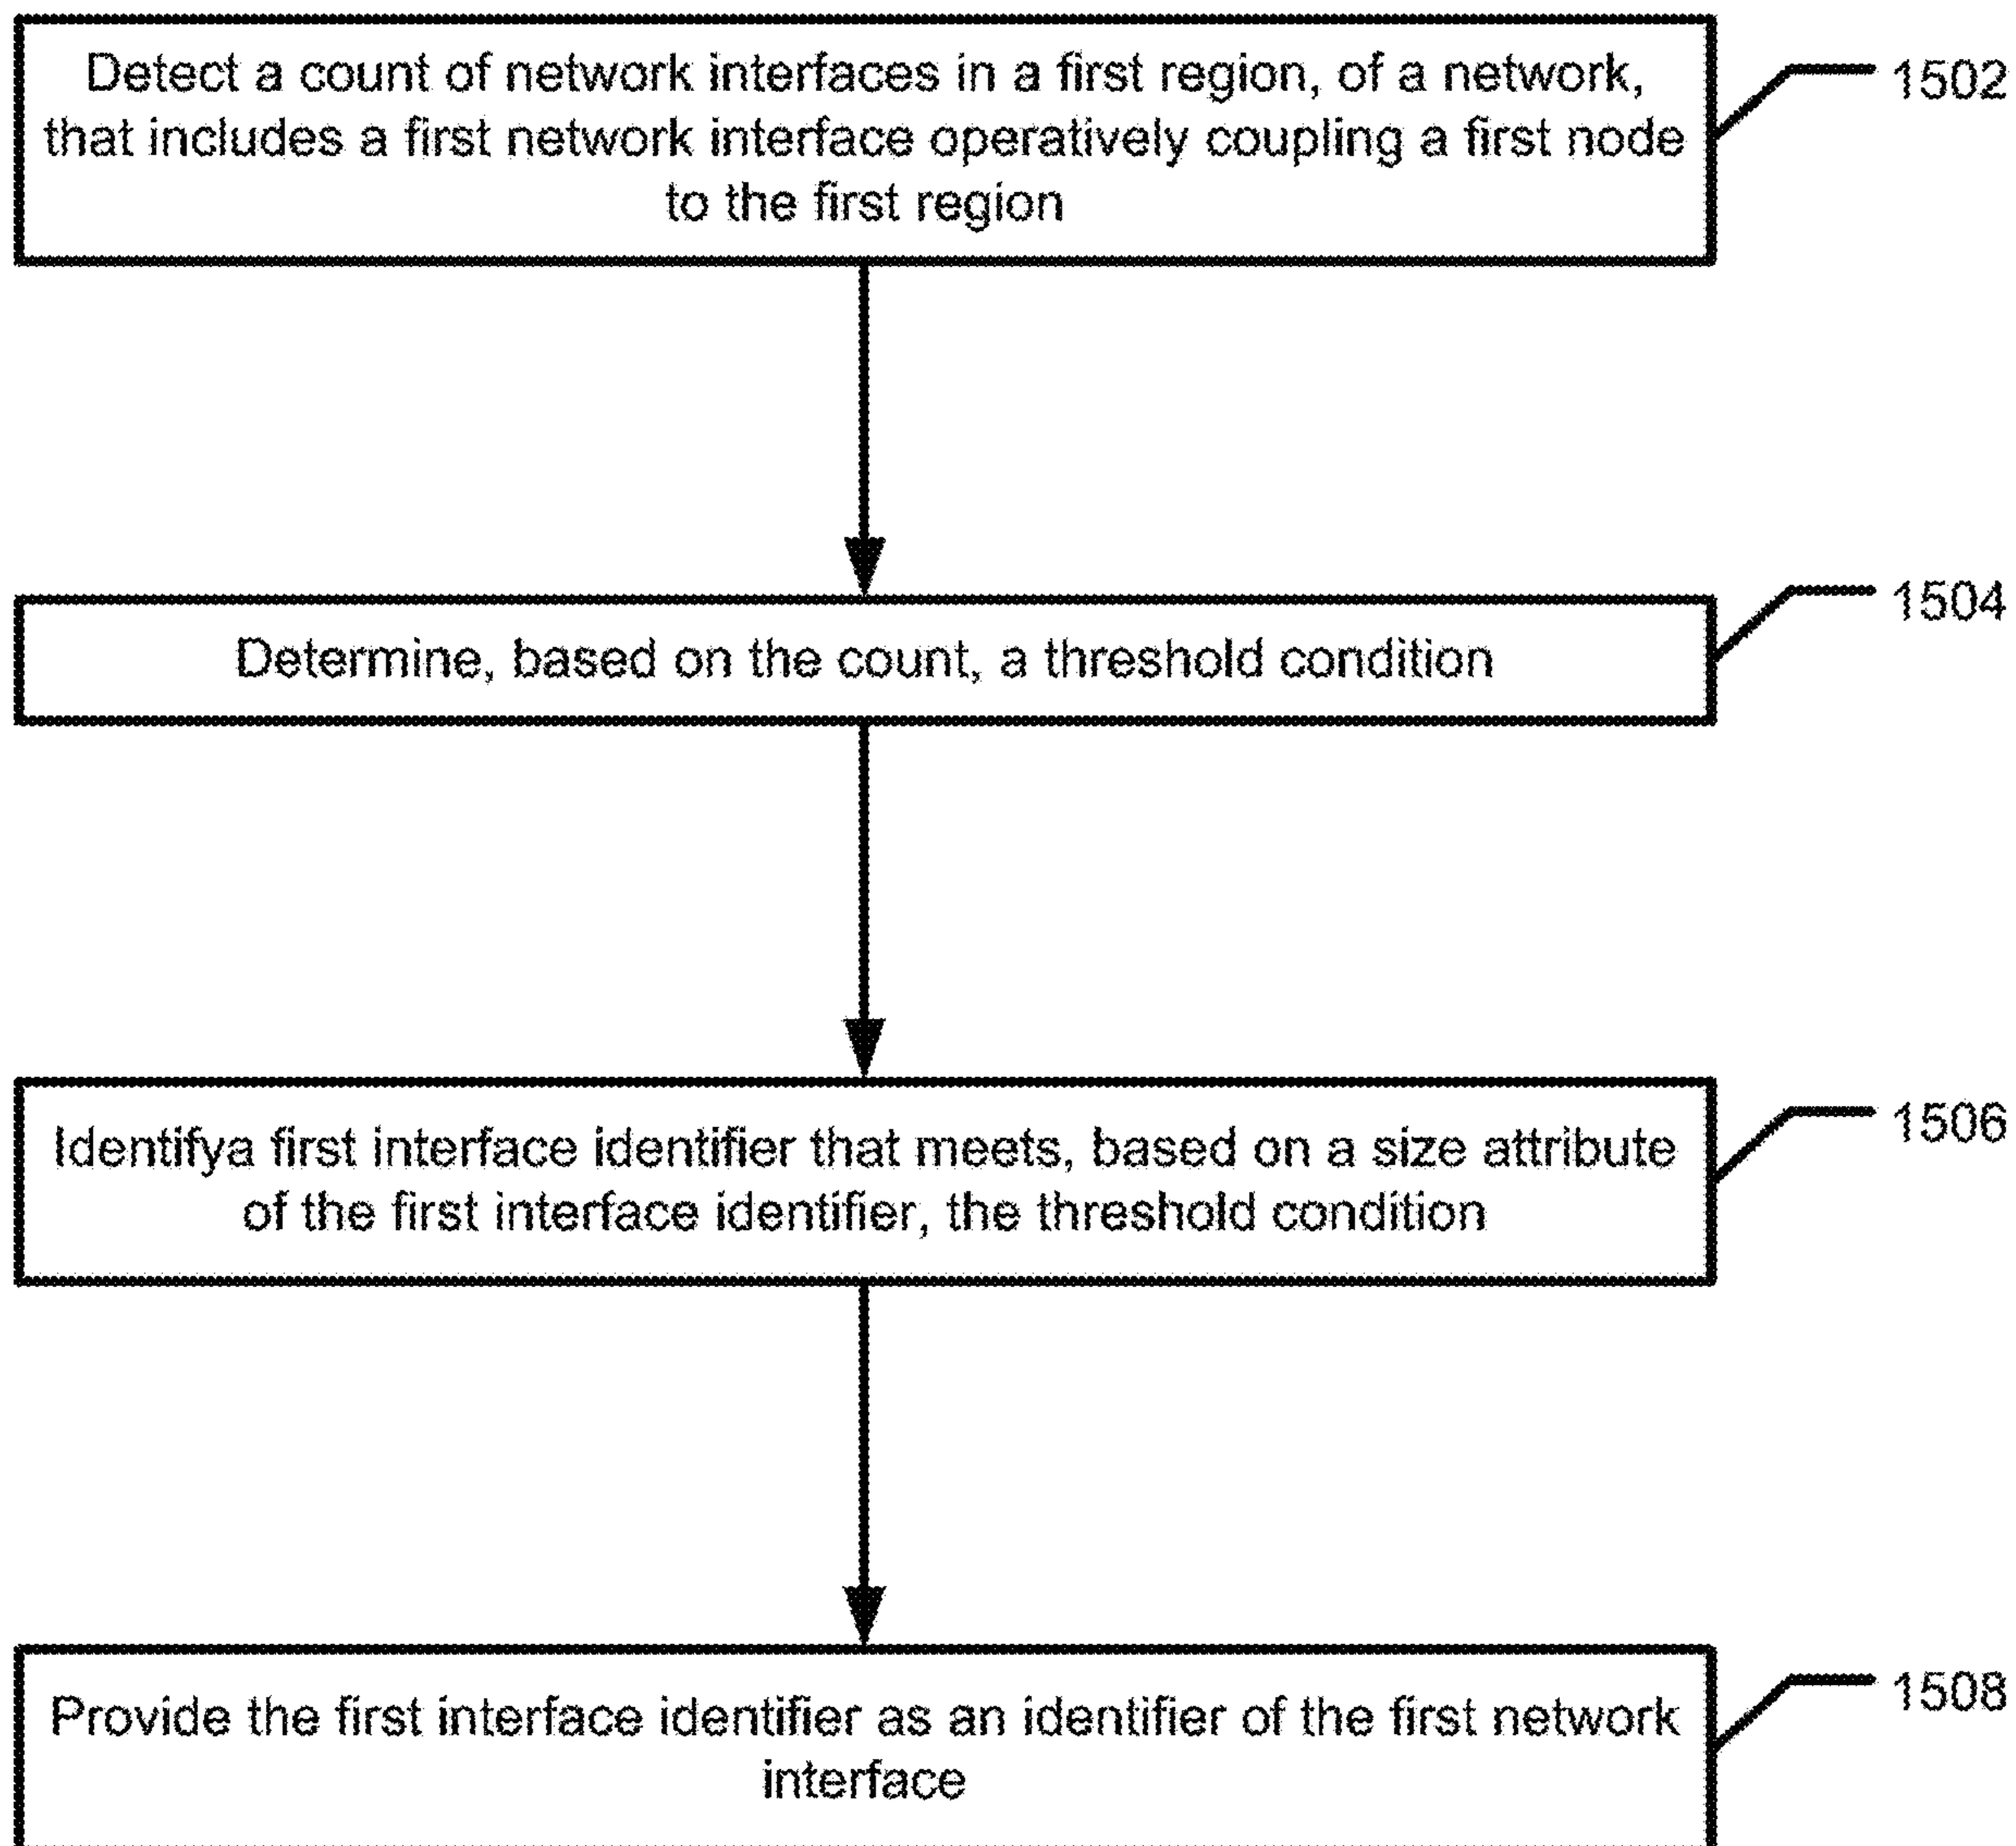 Detect a count of network interfaces in a first region, of a network,
that includes a first network interface operatively coupling a first node
to the first region
1502
Determine, based on the count, a threshold condition
1504
Identifya first interface identifier that meets, based on a size attribute
of the first interface identifier, the threshold condition
1506
Provide the first interface identifier as an identifier of the first network
interface
1508